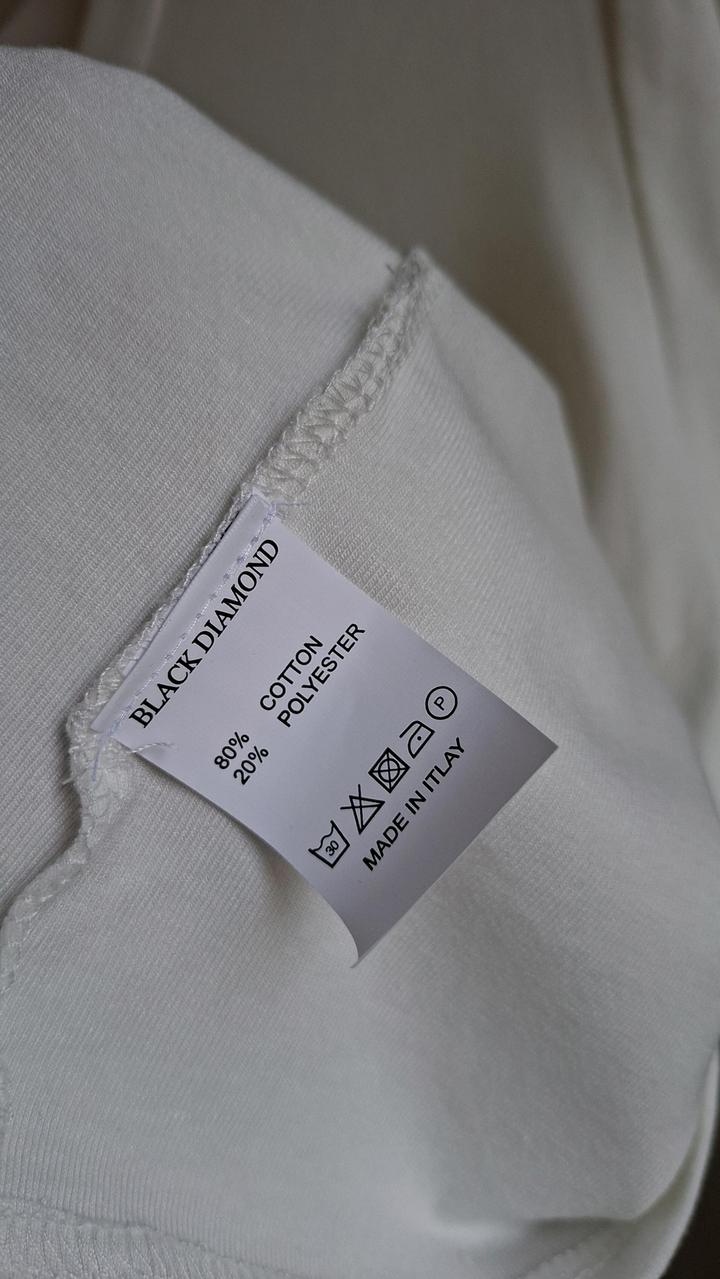 BLACK DIAMOND
80% COTTON
20% POLYESTER
30 P
MADE IN ITLAY